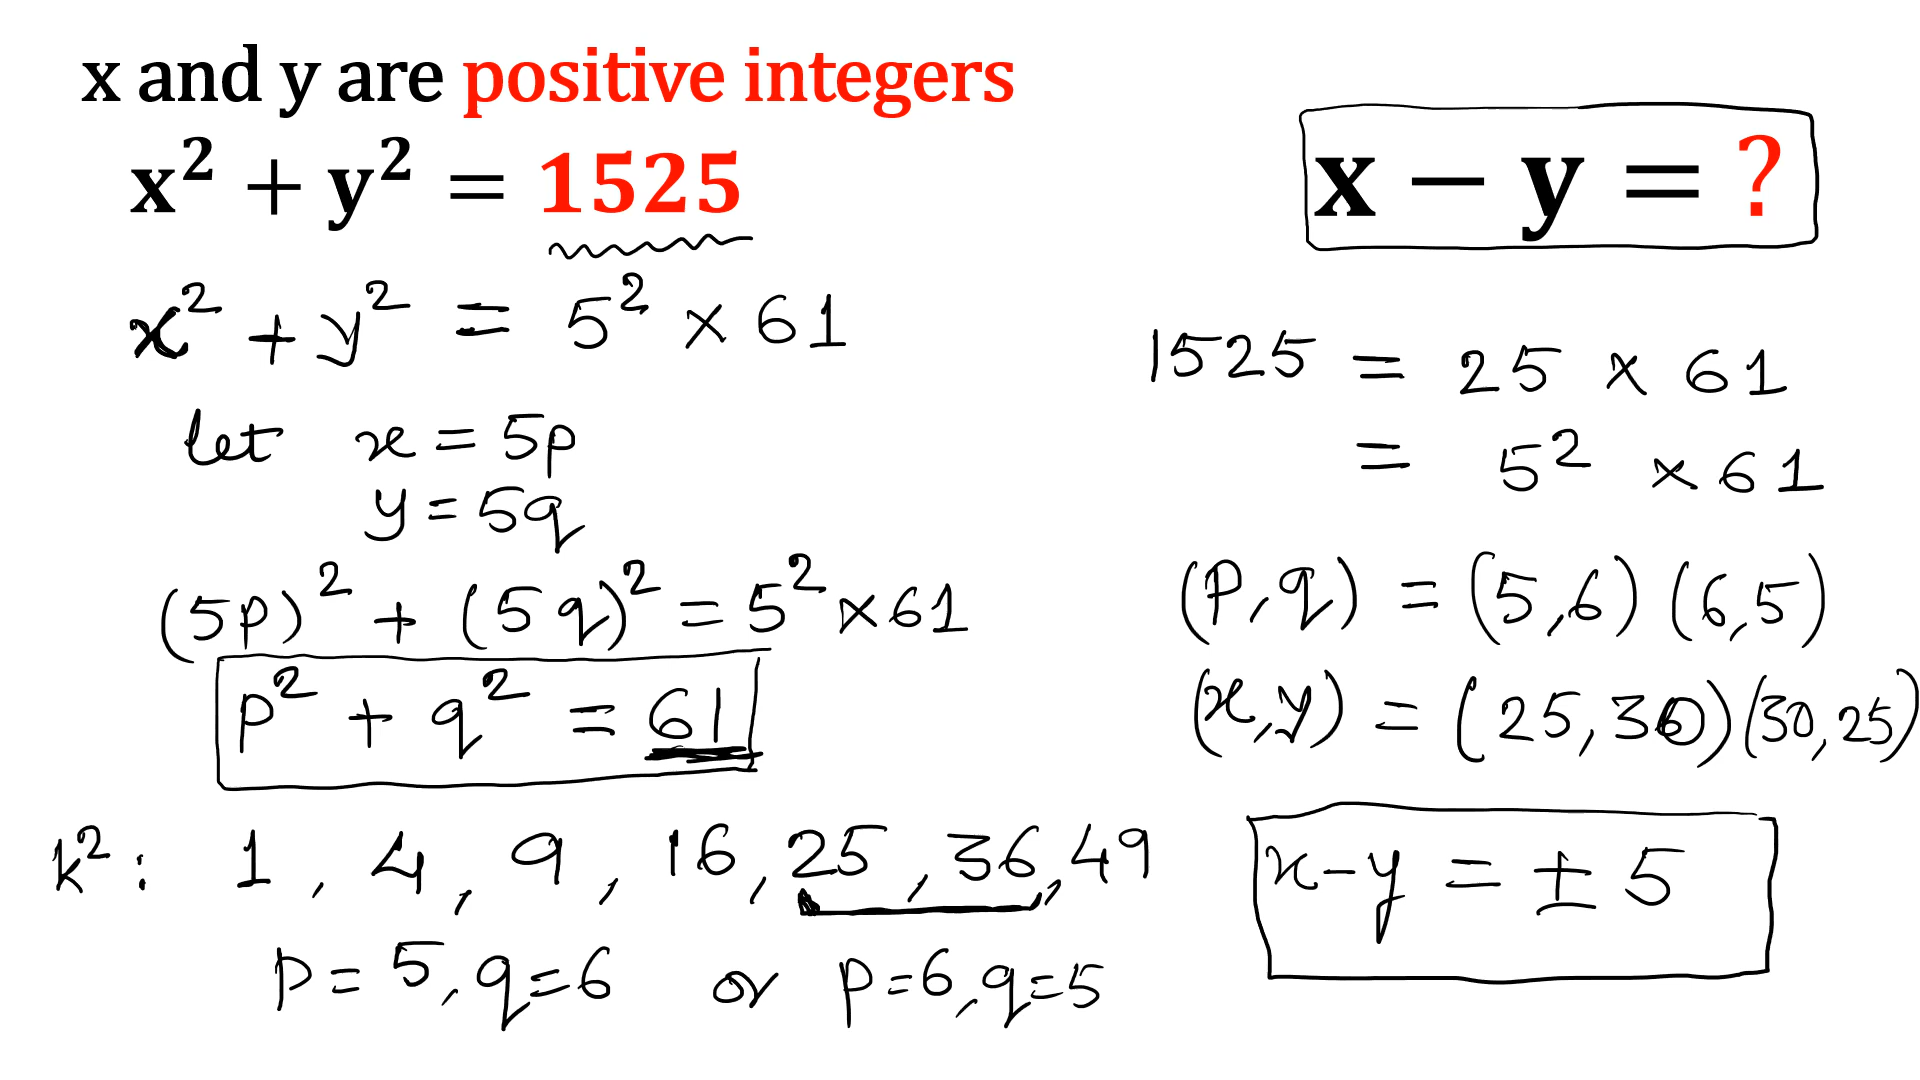 x and y are positive integers
x² + y² = 1525
x − y = ?
x² + y² = 5² × 61
let x = 5p
y = 5q
(5p)² + (5q)² = 5² × 61
p² + q² = 61
k² : 1 , 4 , 9 , 16 , 25 , 36 , 49
p = 5 , q = 6 or p = 6 , q = 5
1525 = 25 × 61
= 5² × 61
(P, q) = (5,6) (6,5)
(x,y) = (25,30) (30,25)
x − y = ± 5